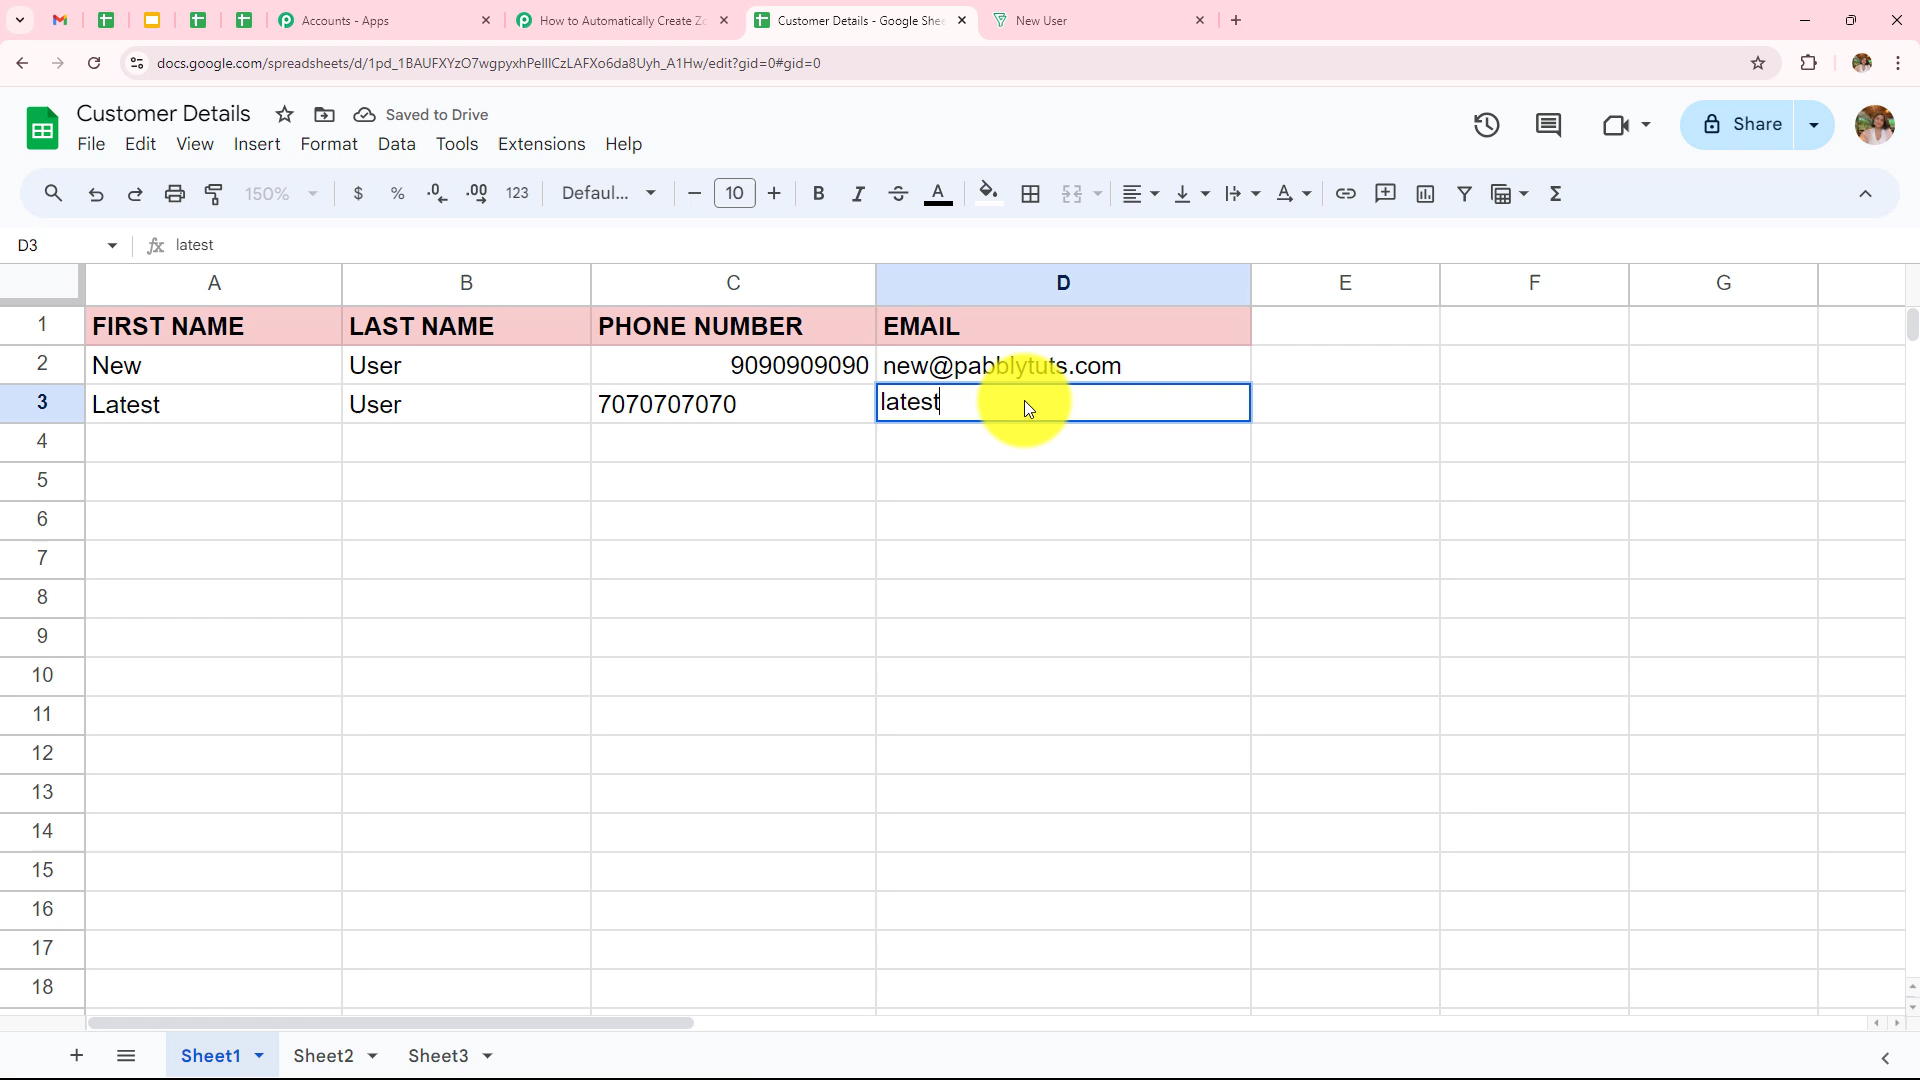 Accounts - Apps
How to Automatically Create Zo
Customer Details - Google She
New User
docs.google.com/spreadsheets/d/1pd_1BAUFXYzO7wgpyxhPelllCzLAFXo6da8Uyh_A1Hw/edit?gid=0#gid=0
Customer Details
Saved to Drive
File Edit View Insert Format Data Tools Extensions Help
Share
150% $ % .0 .00 123 Defaul... 10 B I S A
D3 fx latest
A B C D E F G
1 FIRST NAME LAST NAME PHONE NUMBER EMAIL
2 New User 9090909090 new@pabblytuts.com
3 Latest User 7070707070 latest
4
5
6
7
8
9
10
11
12
13
14
15
16
17
18
Sheet1 Sheet2 Sheet3